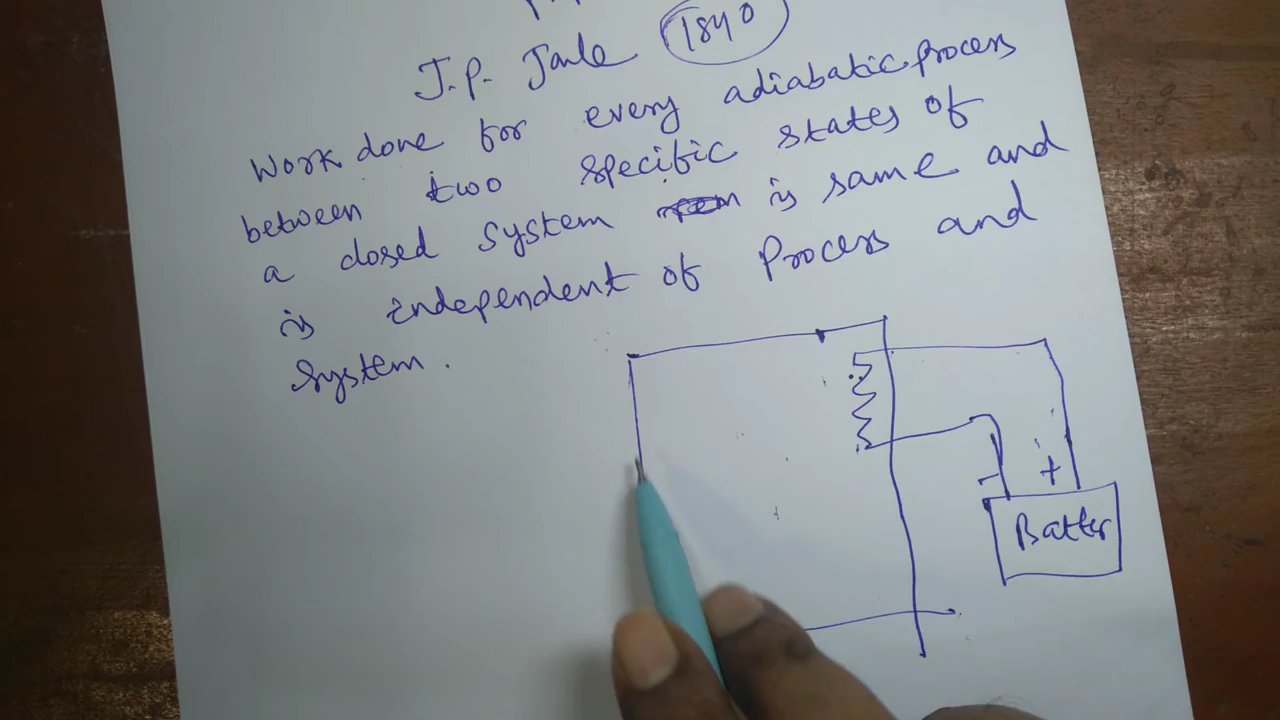 J.P. Joule 1840
Work done for every adiabatic process
between two specific states of
a closed system is same and
is independent of process and
system.
- +
Batter